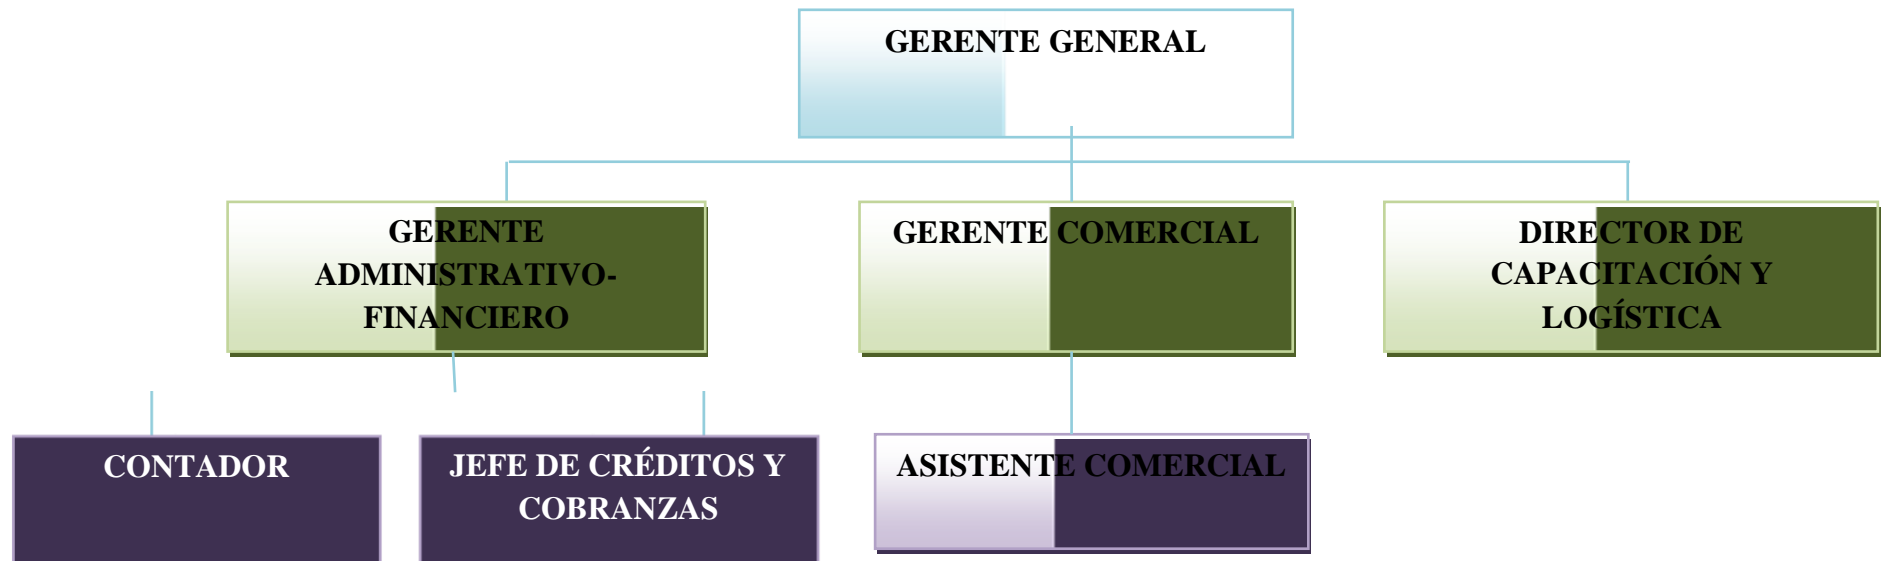 GERENTE GENERAL
GERENTE
ADMINISTRATIVO-
FINANCIERO
GERENTE COMERCIAL
DIRECTOR DE
CAPACITACIÓN Y
LOGÍSTICA
CONTADOR
JEFE DE CRÉDITOS Y
COBRANZAS
ASISTENTE COMERCIAL